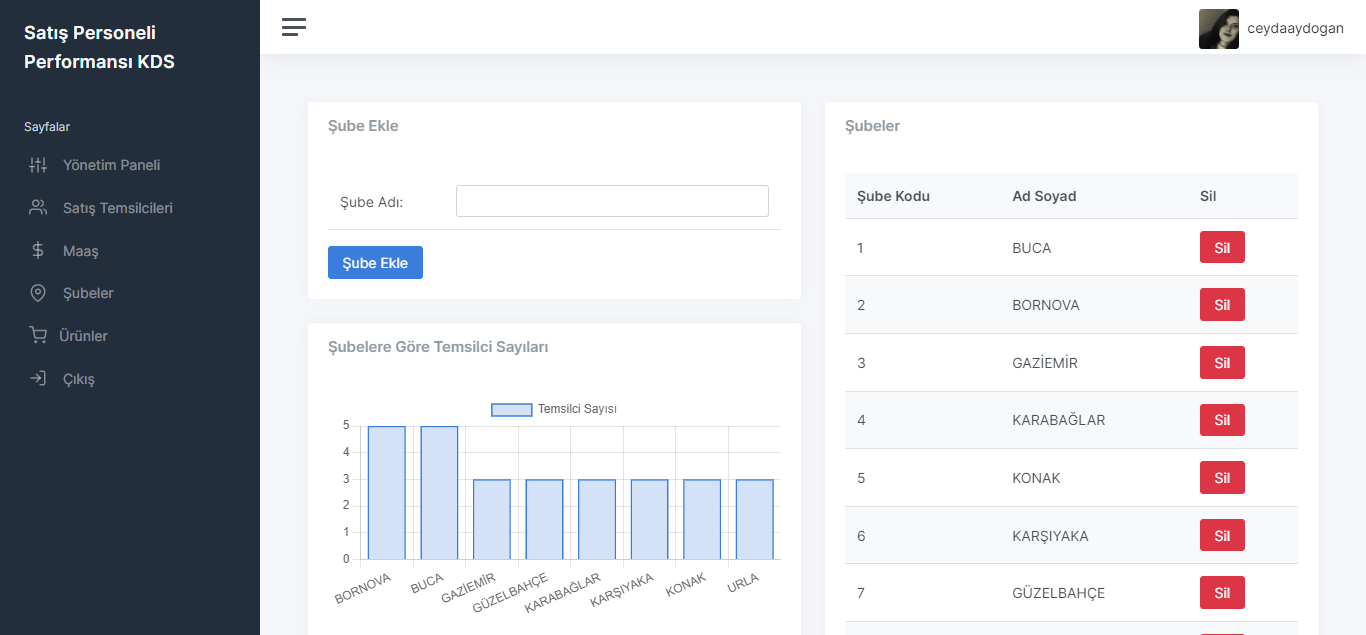 Satış Personeli
Performansı KDS
Sayfalar
Yönetim Paneli
Satış Temsilcileri
Maaş
Şubeler
Ürünler
Çıkış
ceydaaydogan
Şube Ekle
Şube Adı:
Şube Ekle
Şubelere Göre Temsilci Sayıları
Temsilci Sayısı
5
4
3
2
1
0
BORNOVA BUCA GAZİEMİR GÜZELBAHÇE KARABAĞLAR KARŞIYAKA KONAK URLA
Şubeler
Şube Kodu Ad Soyad Sil
1 BUCA Sil
2 BORNOVA Sil
3 GAZİEMİR Sil
4 KARABAĞLAR Sil
5 KONAK Sil
6 KARŞIYAKA Sil
7 GÜZELBAHÇE Sil